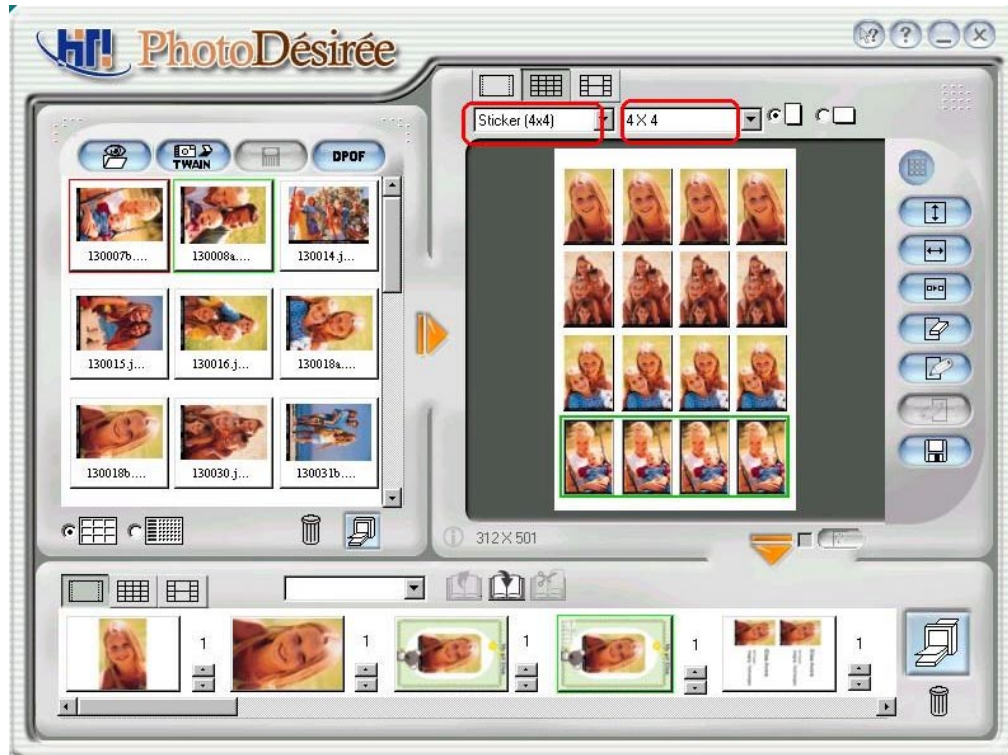 HiTi PhotoDésirée
Sticker (4x4)
4 X 4
TWAIN
DPOF
130007b....
130008a....
130014.j...
130015.j...
130016.j...
130018a....
130018b....
130030.j...
130031b....
312 X 501
1
1
1
1
1